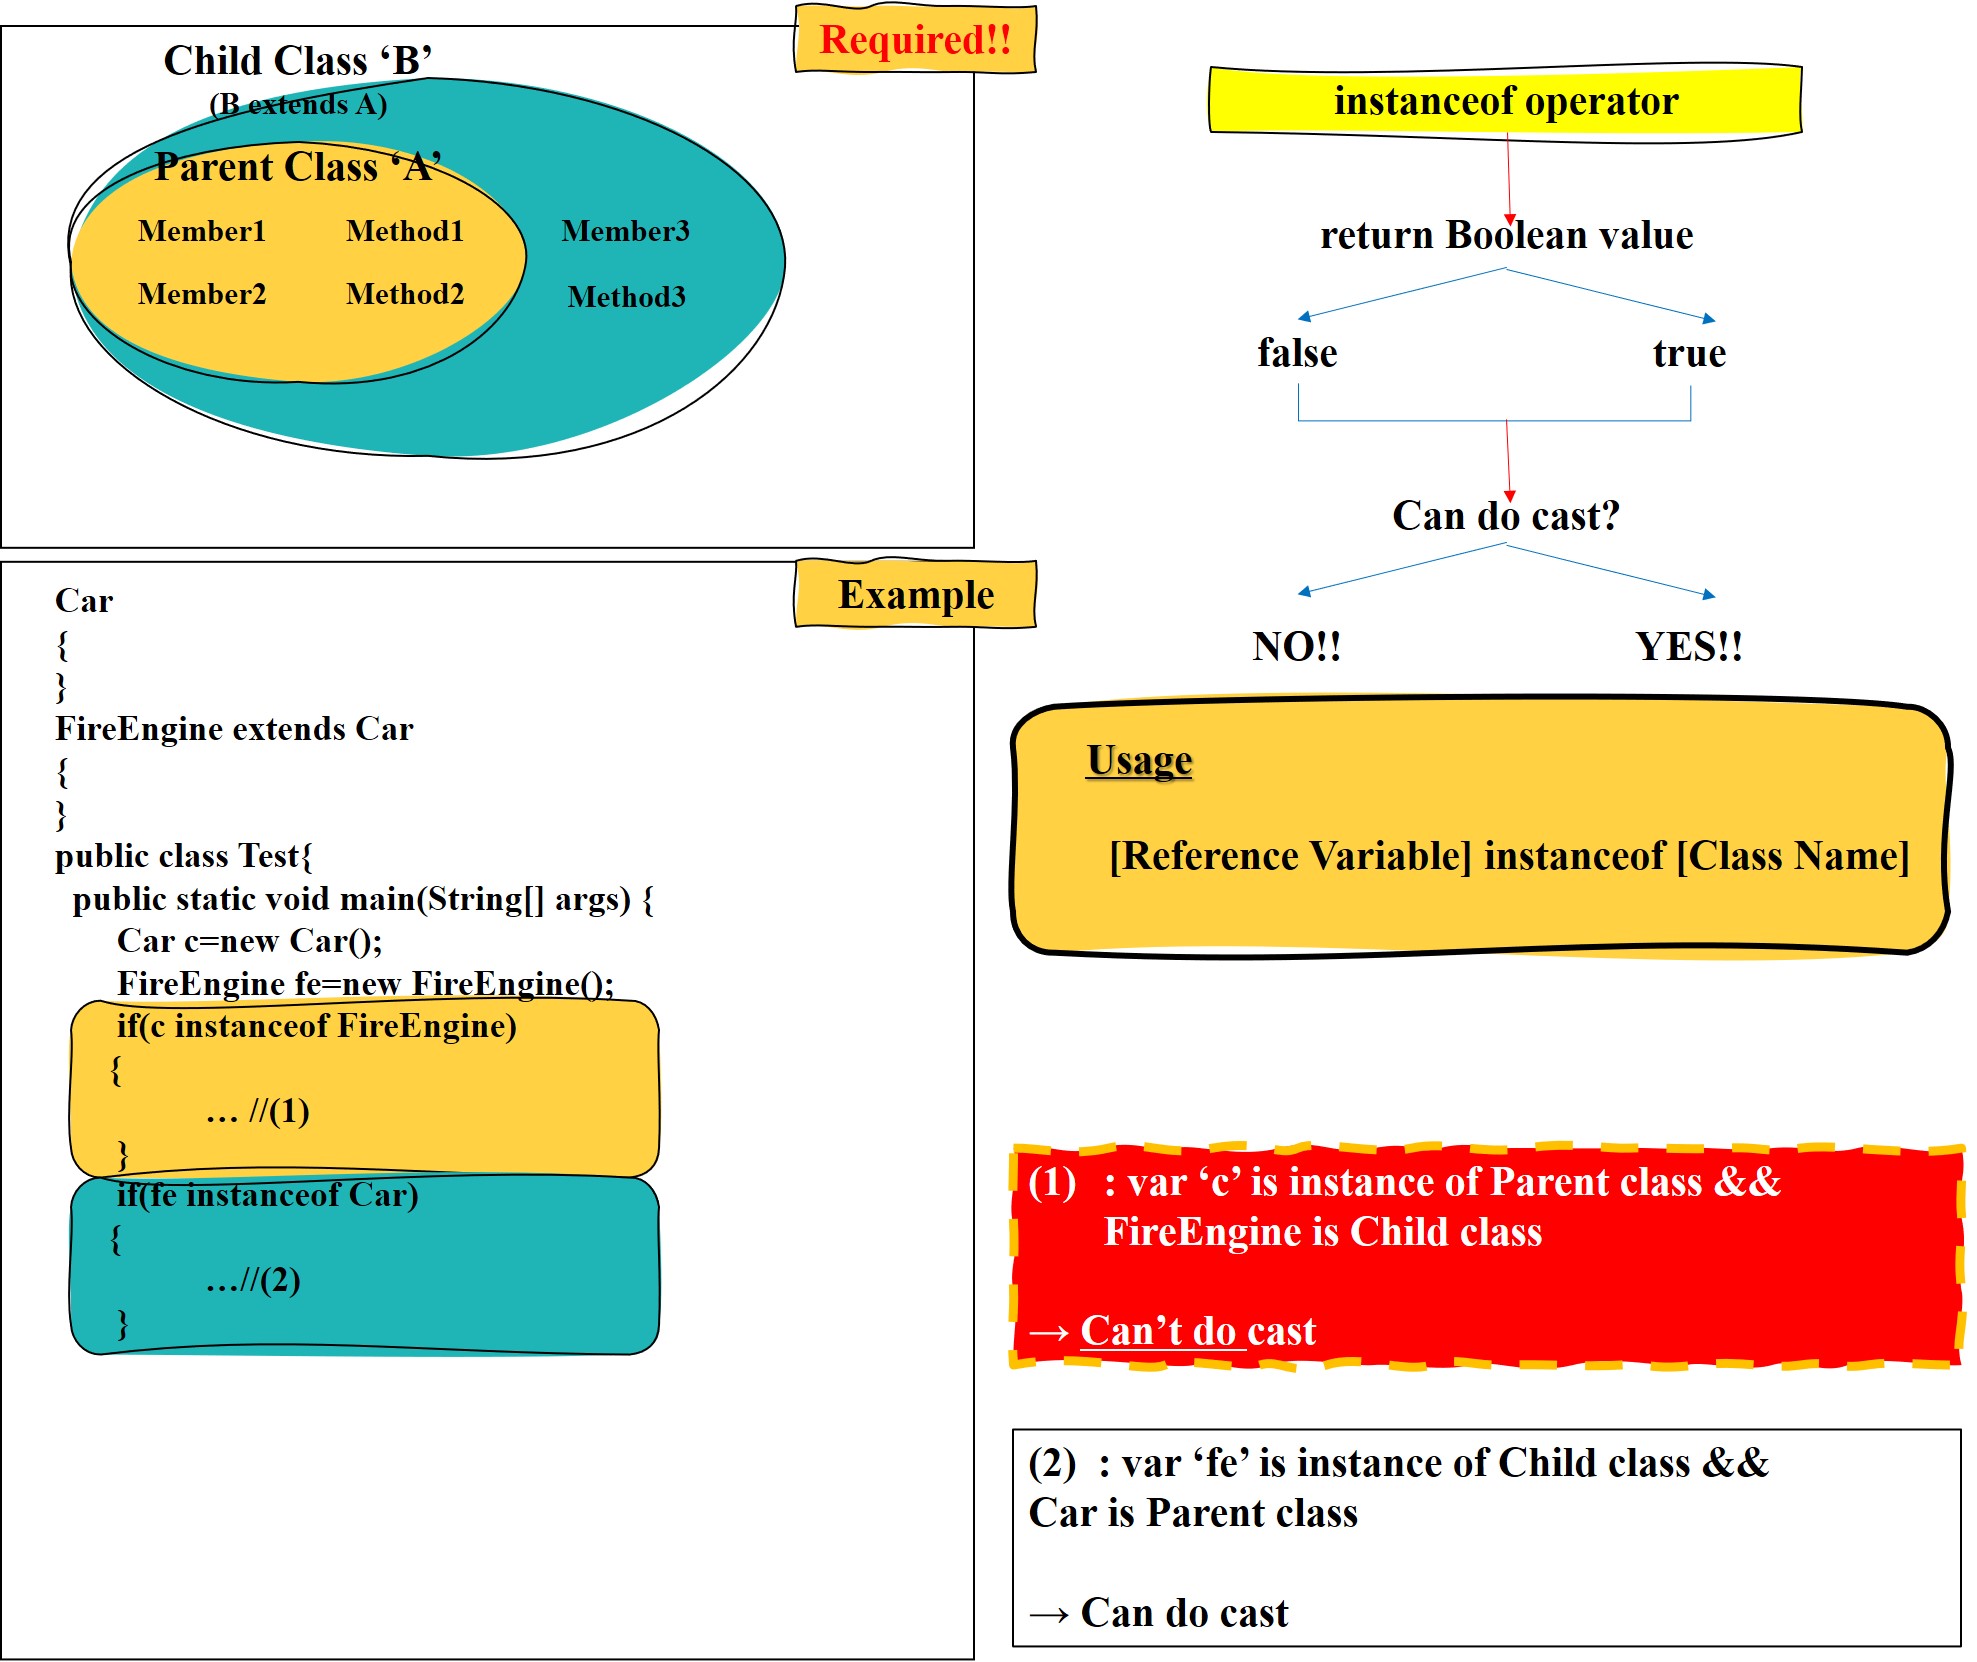 Required!!
Child Class ‘B’
(B extends A)
Parent Class ‘A’
Member1 Method1 Member3
Member2 Method2 Method3
instanceof operator
return Boolean value
false true
Can do cast?
NO!! YES!!
Usage
[Reference Variable] instanceof [Class Name]
Example
Car
{
}
FireEngine extends Car
{
}
public class Test{
public static void main(String[] args) {
Car c=new Car();
FireEngine fe=new FireEngine();
if(c instanceof FireEngine)
{
… //(1)
}
if(fe instanceof Car)
{
…//(2)
}
(1) : var ‘c’ is instance of Parent class &&
FireEngine is Child class
→ Can’t do cast
(2) : var ‘fe’ is instance of Child class &&
Car is Parent class
→ Can do cast